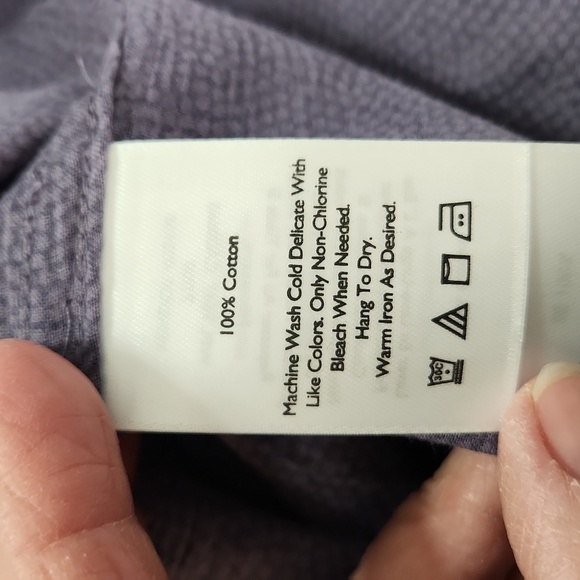 100% Cotton
Machine Wash Cold Delicate With
Like Colors. Only Non-Chlorine
Bleach When Needed.
Hang To Dry.
Warm Iron As Desired.
30C